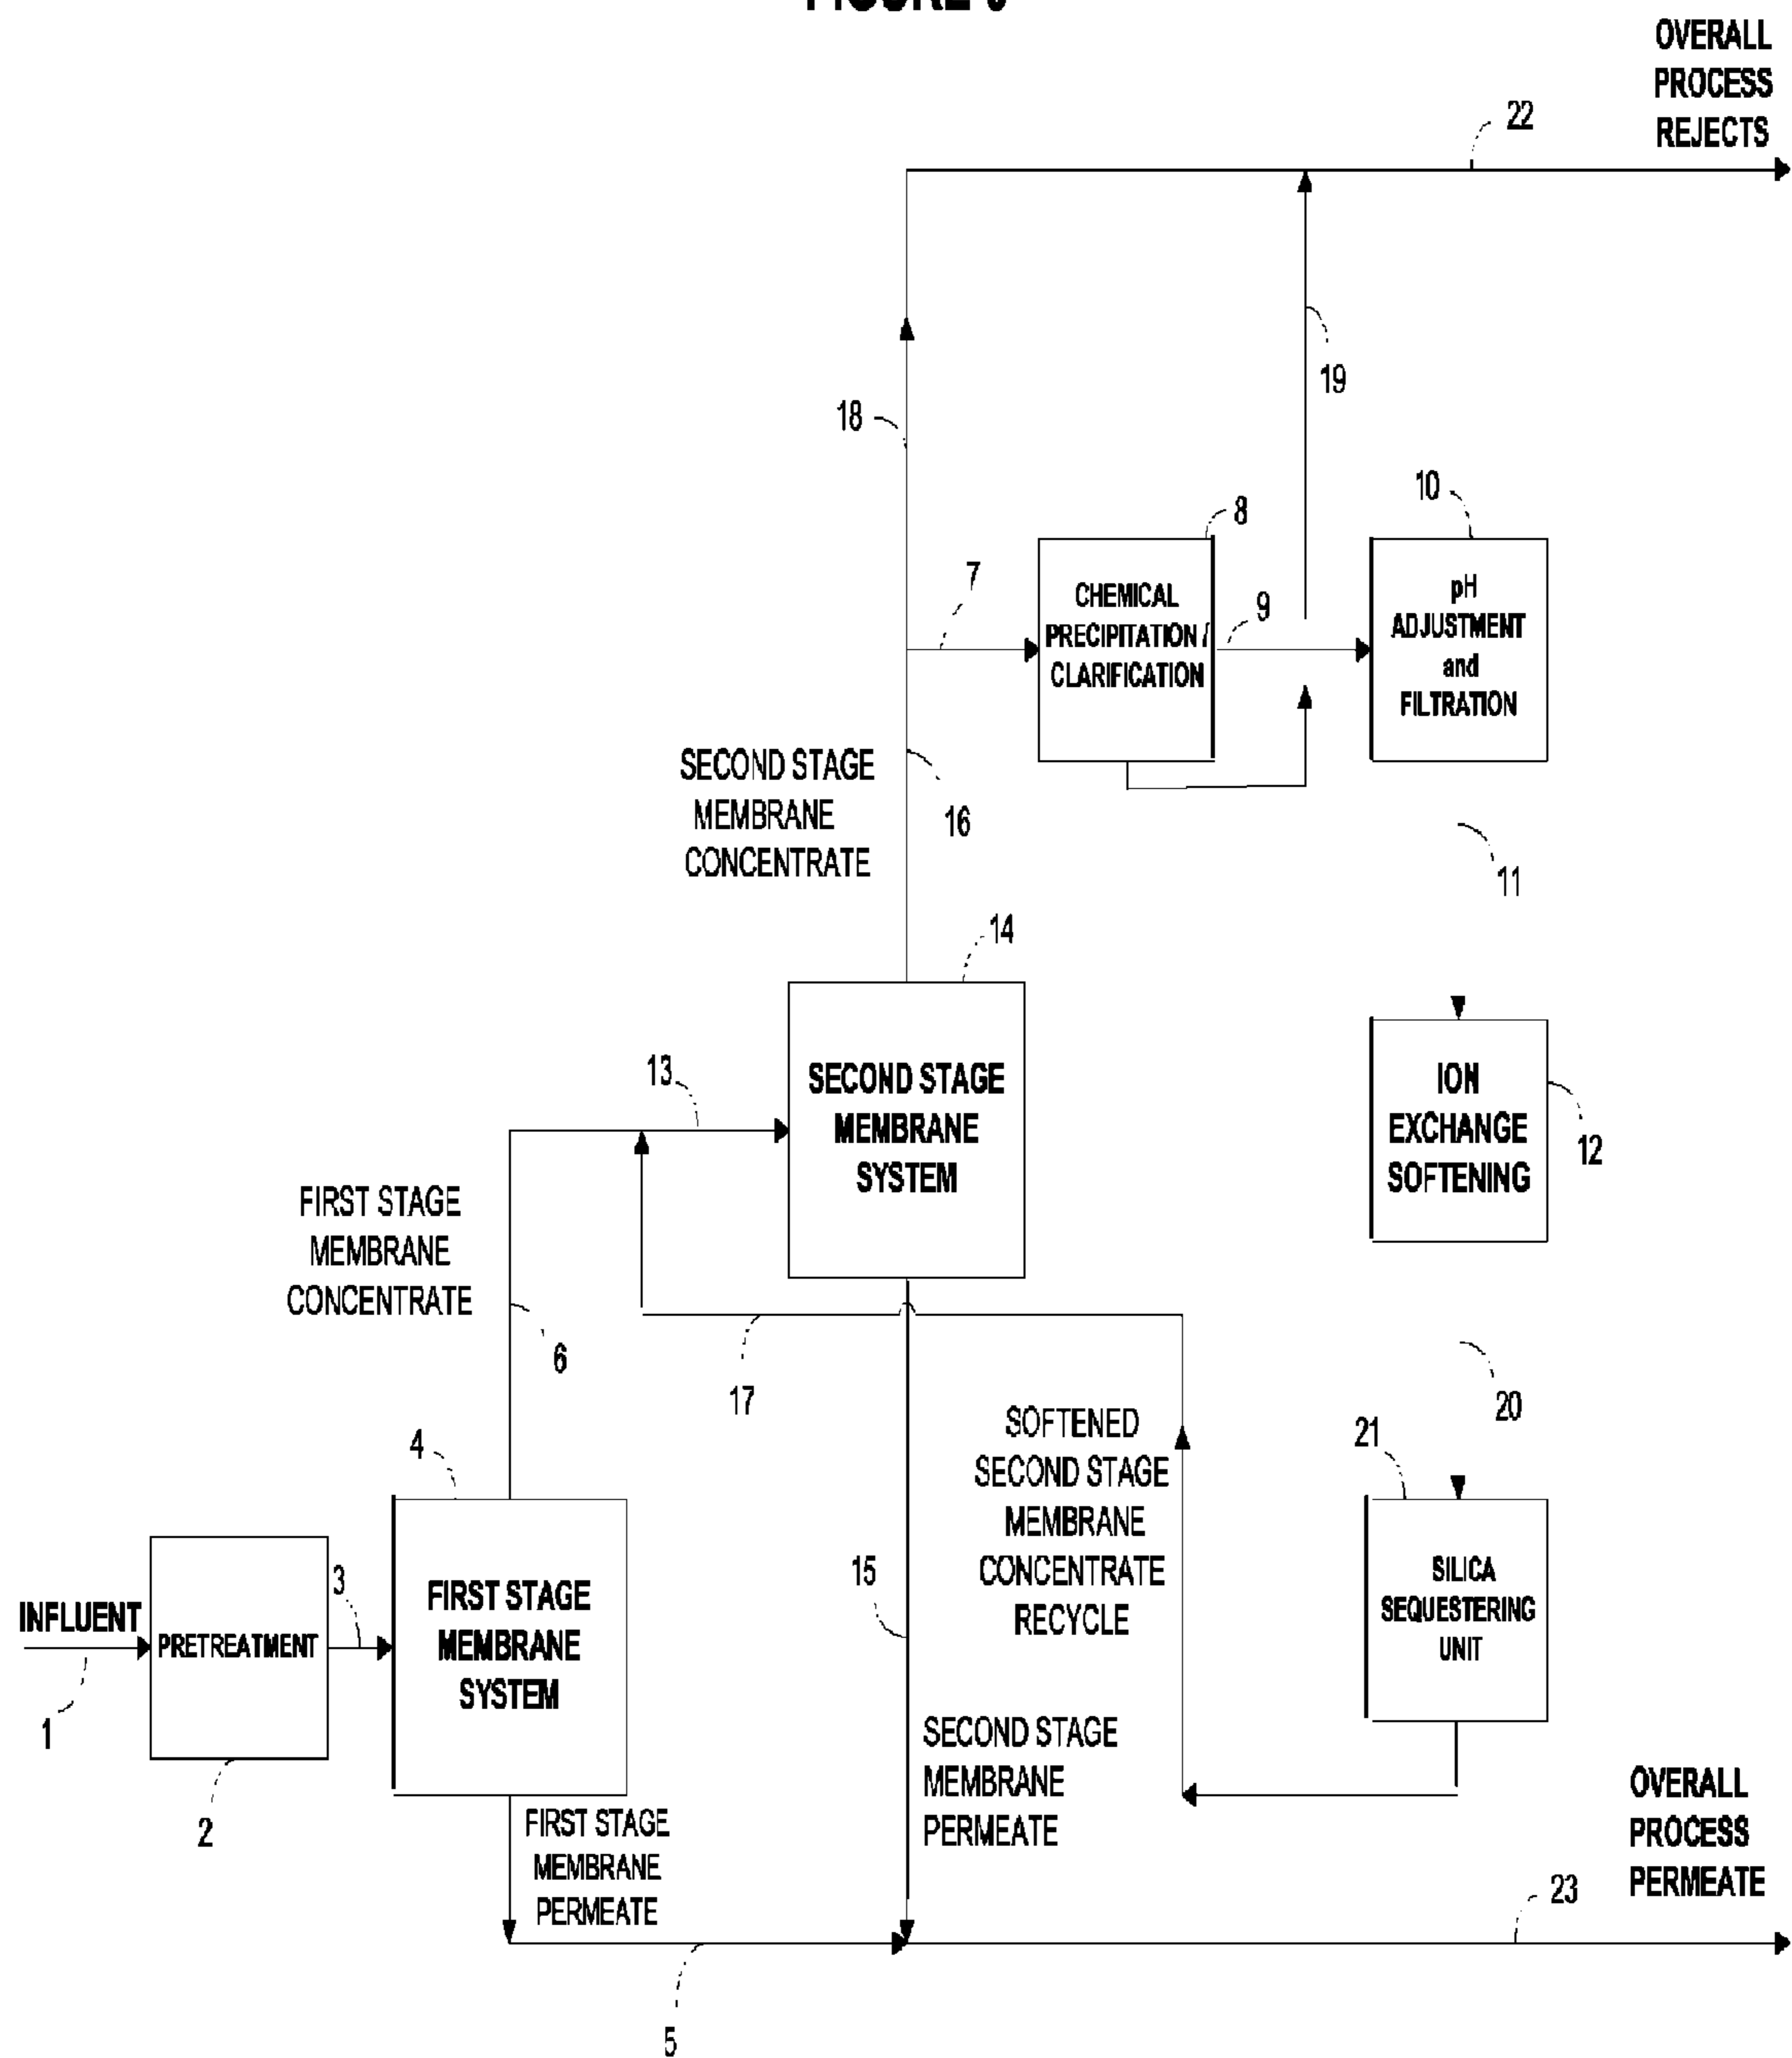 OVERALL
PROCESS
REJECTS
22
19
18
10
8
7
9
CHEMICAL
PRECIPITATION /
CLARIFICATION
pH
ADJUSTMENT
and
FILTRATION
SECOND STAGE
MEMBRANE
CONCENTRATE
16
11
14
13
SECOND STAGE
MEMBRANE
SYSTEM
ION
EXCHANGE
SOFTENING
12
FIRST STAGE
MEMBRANE
CONCENTRATE
6
17
20
4
21
SOFTENED
SECOND STAGE
MEMBRANE
CONCENTRATE
RECYCLE
15
3
INFLUENT
PRETREATMENT
FIRST STAGE
MEMBRANE
SYSTEM
SILICA
SEQUESTERING
UNIT
1
2
SECOND STAGE
MEMBRANE
PERMEATE
FIRST STAGE
MEMBRANE
PERMEATE
OVERALL
PROCESS
PERMEATE
23
5